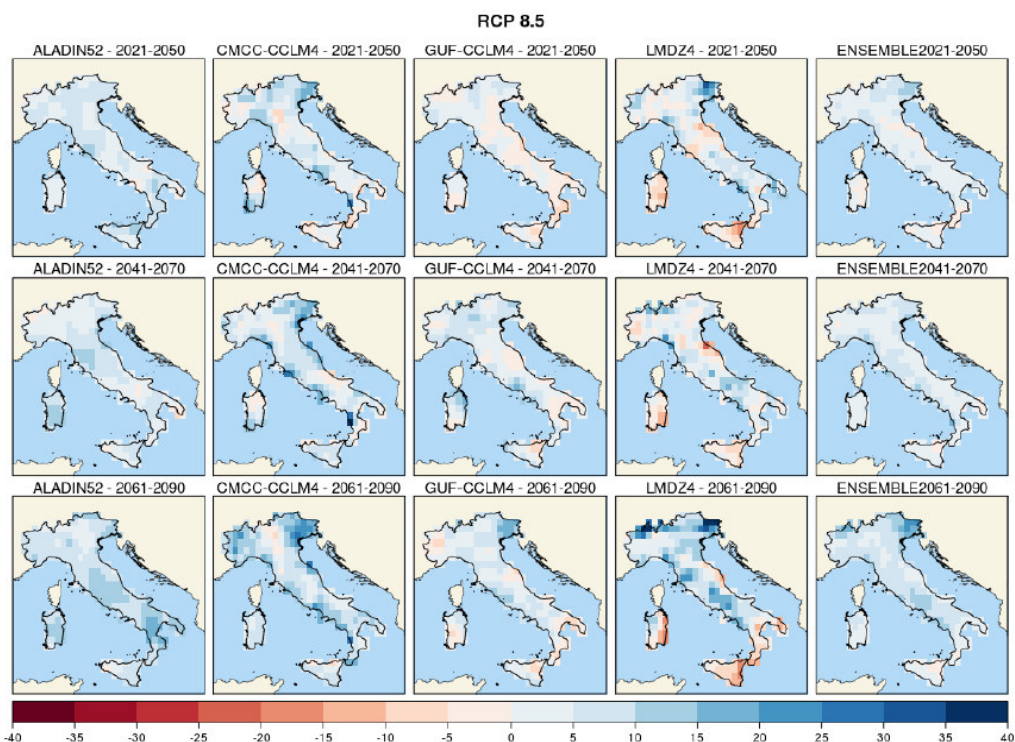 RCP 8.5
ALADIN52 - 2021-2050 CMCC-CCLM4 - 2021-2050 GUF-CCLM4 - 2021-2050 LMDZ4 - 2021-2050 ENSEMBLE2021-2050
ALADIN52 - 2041-2070 CMCC-CCLM4 - 2041-2070 GUF-CCLM4 - 2041-2070 LMDZ4 - 2041-2070 ENSEMBLE2041-2070
ALADIN52 - 2061-2090 CMCC-CCLM4 - 2061-2090 GUF-CCLM4 - 2061-2090 LMDZ4 - 2061-2090 ENSEMBLE2061-2090
-40 -35 -30 -25 -20 -15 -10 -5 0 5 10 15 20 25 30 35 40